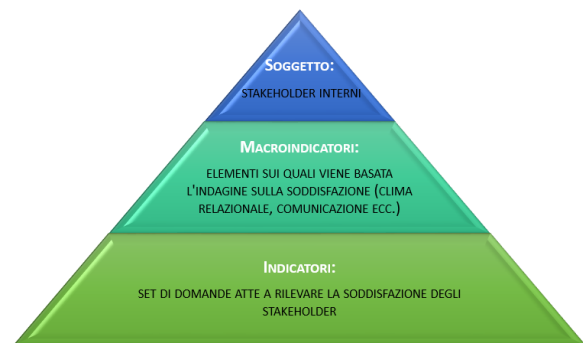 SOGGETTO:
STAKEHOLDER INTERNI
MACROINDICATORI:
ELEMENTI SUI QUALI VIENE BASATA
L'INDAGINE SULLA SODDISFAZIONE (CLIMA
RELAZIONALE, COMUNICAZIONE ECC.)
INDICATORI:
SET DI DOMANDE ATTE A RILEVARE LA SODDISFAZIONE DEGLI
STAKEHOLDER